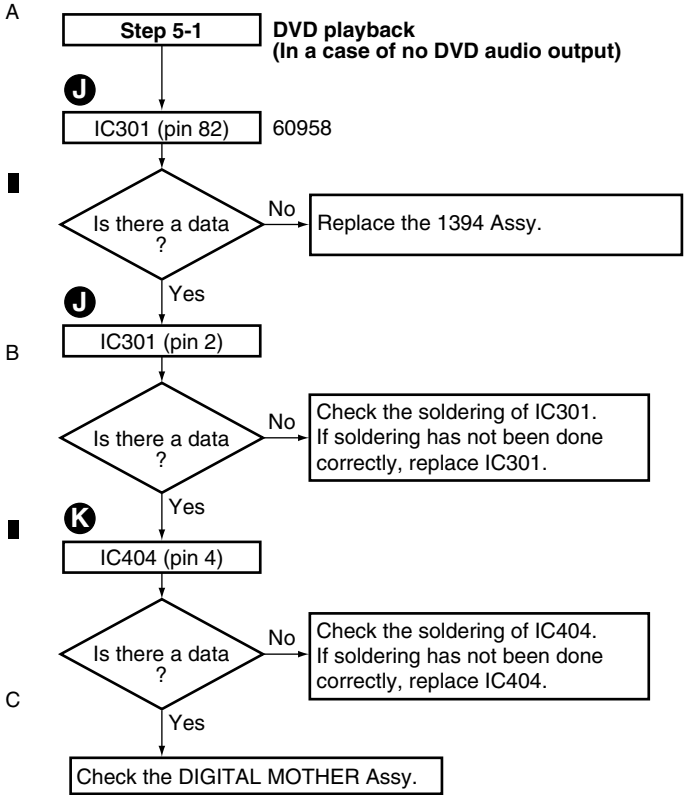 A
Step 5-1
DVD playback
(In a case of no DVD audio output)
J
IC301 (pin 82)
60958
Is there a data
?
No
Replace the 1394 Assy.
Yes
J
IC301 (pin 2)
B
Is there a data
?
No
Check the soldering of IC301.
If soldering has not been done
correctly, replace IC301.
Yes
K
IC404 (pin 4)
Is there a data
?
No
Check the soldering of IC404.
If soldering has not been done
correctly, replace IC404.
C
Yes
Check the DIGITAL MOTHER Assy.